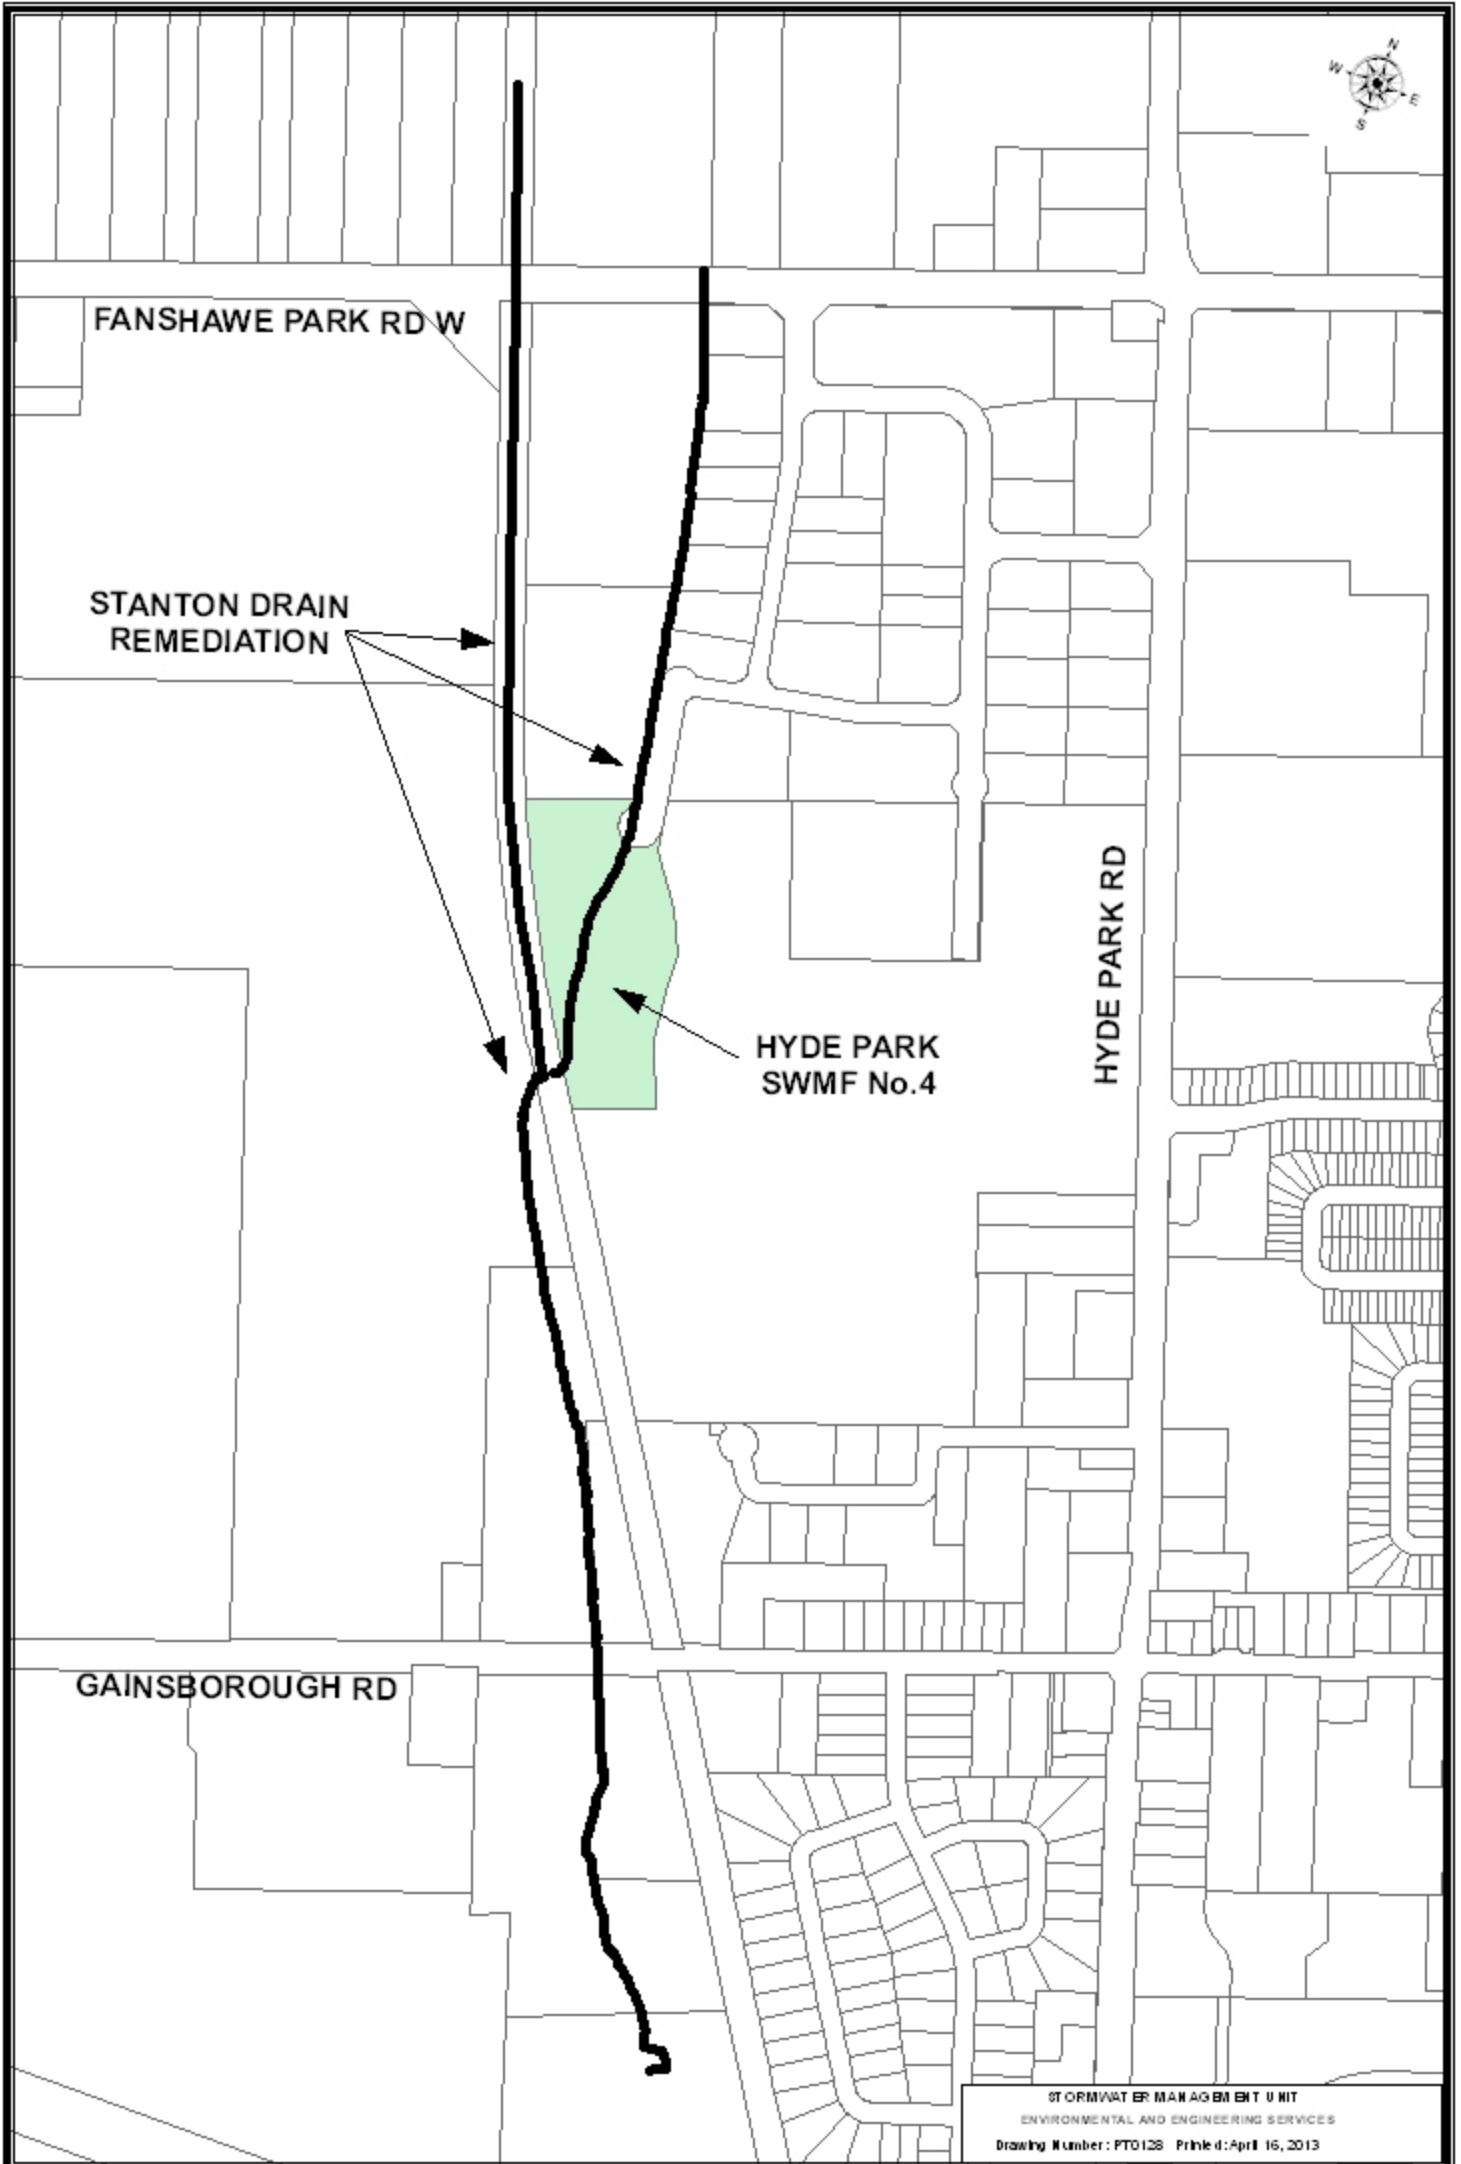 N
W
E
S
FANSHAWE PARK RD W
STANTON DRAIN
REMEDIATION
HYDE PARK RD
HYDE PARK
SWMF No.4
GAINSBOROUGH RD
STORMWATER MANAGEMENT UNIT
ENVIRONMENTAL AND ENGINEERING SERVICES
Drawing Number: PT0128 Printed: April 16, 2013